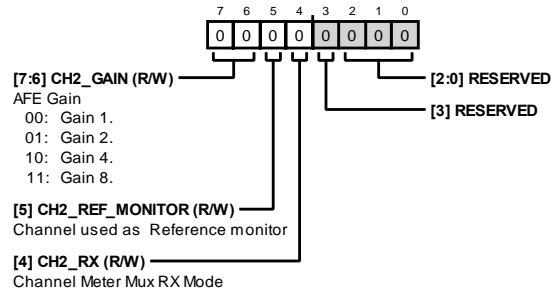 7 6 5 4 3 2 1 0
0 0 0 0 0 0 0 0
[7:6] CH2_GAIN (R/W)
AFE Gain
00: Gain 1.
01: Gain 2.
10: Gain 4.
11: Gain 8.
[5] CH2_REF_MONITOR (R/W)
Channel used as Reference monitor
[4] CH2_RX (R/W)
Channel Meter Mux RX Mode
[2:0] RESERVED
[3] RESERVED